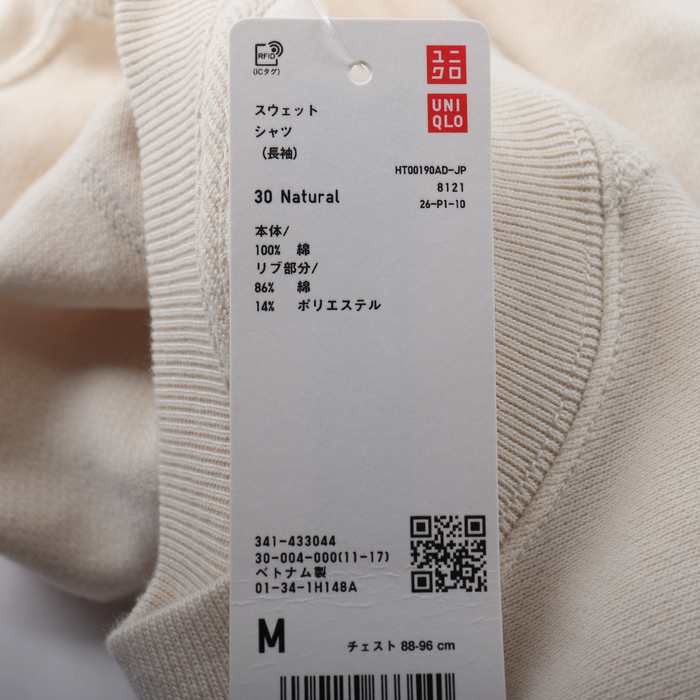 RFID
(ICタグ)
ユニ
クロ
UNI
QLO
スウェット
シャツ
(長袖)
HT00190AD-JP
8121
26-P1-10
30 Natural
本体/
100% 綿
リブ部分/
86% 綿
14% ポリエステル
341-433044
30-004-000(11-17)
ベトナム製
01-34-1H148A
M
チェスト 88-96 cm